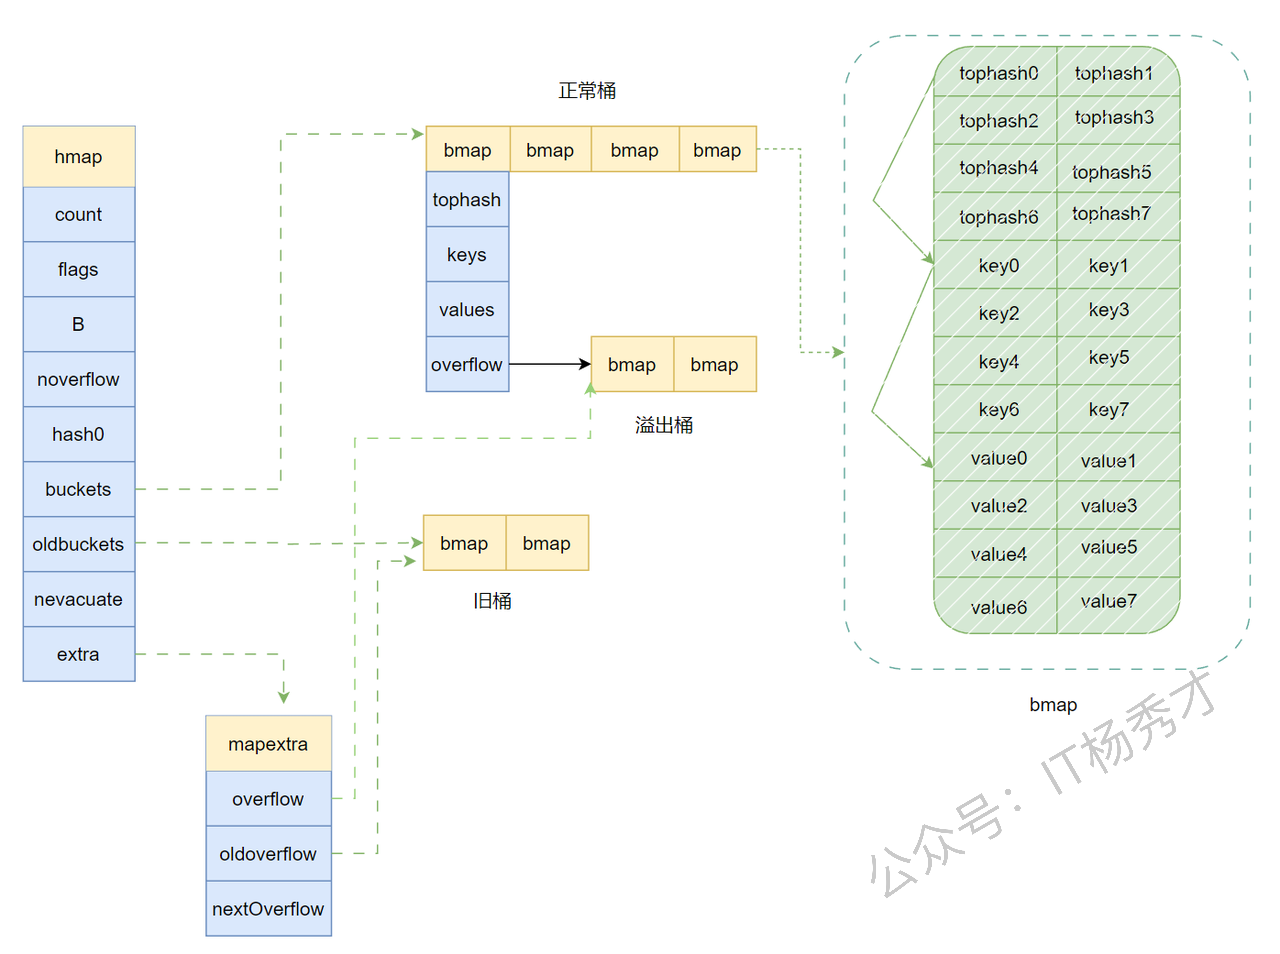 hmap
count
flags
B
noverflow
hash0
buckets
oldbuckets
nevacuate
extra
mapextra
overflow
oldoverflow
nextOverflow
正常桶
bmap bmap bmap bmap
tophash
keys
values
overflow
bmap bmap
溢出桶
bmap bmap
旧桶
tophash0 tophash1
tophash2 tophash3
tophash4 tophash5
tophash6 tophash7
key0 key1
key2 key3
key4 key5
key6 key7
value0 value1
value2 value3
value4 value5
value6 value7
bmap
公众号：IT杨秀才